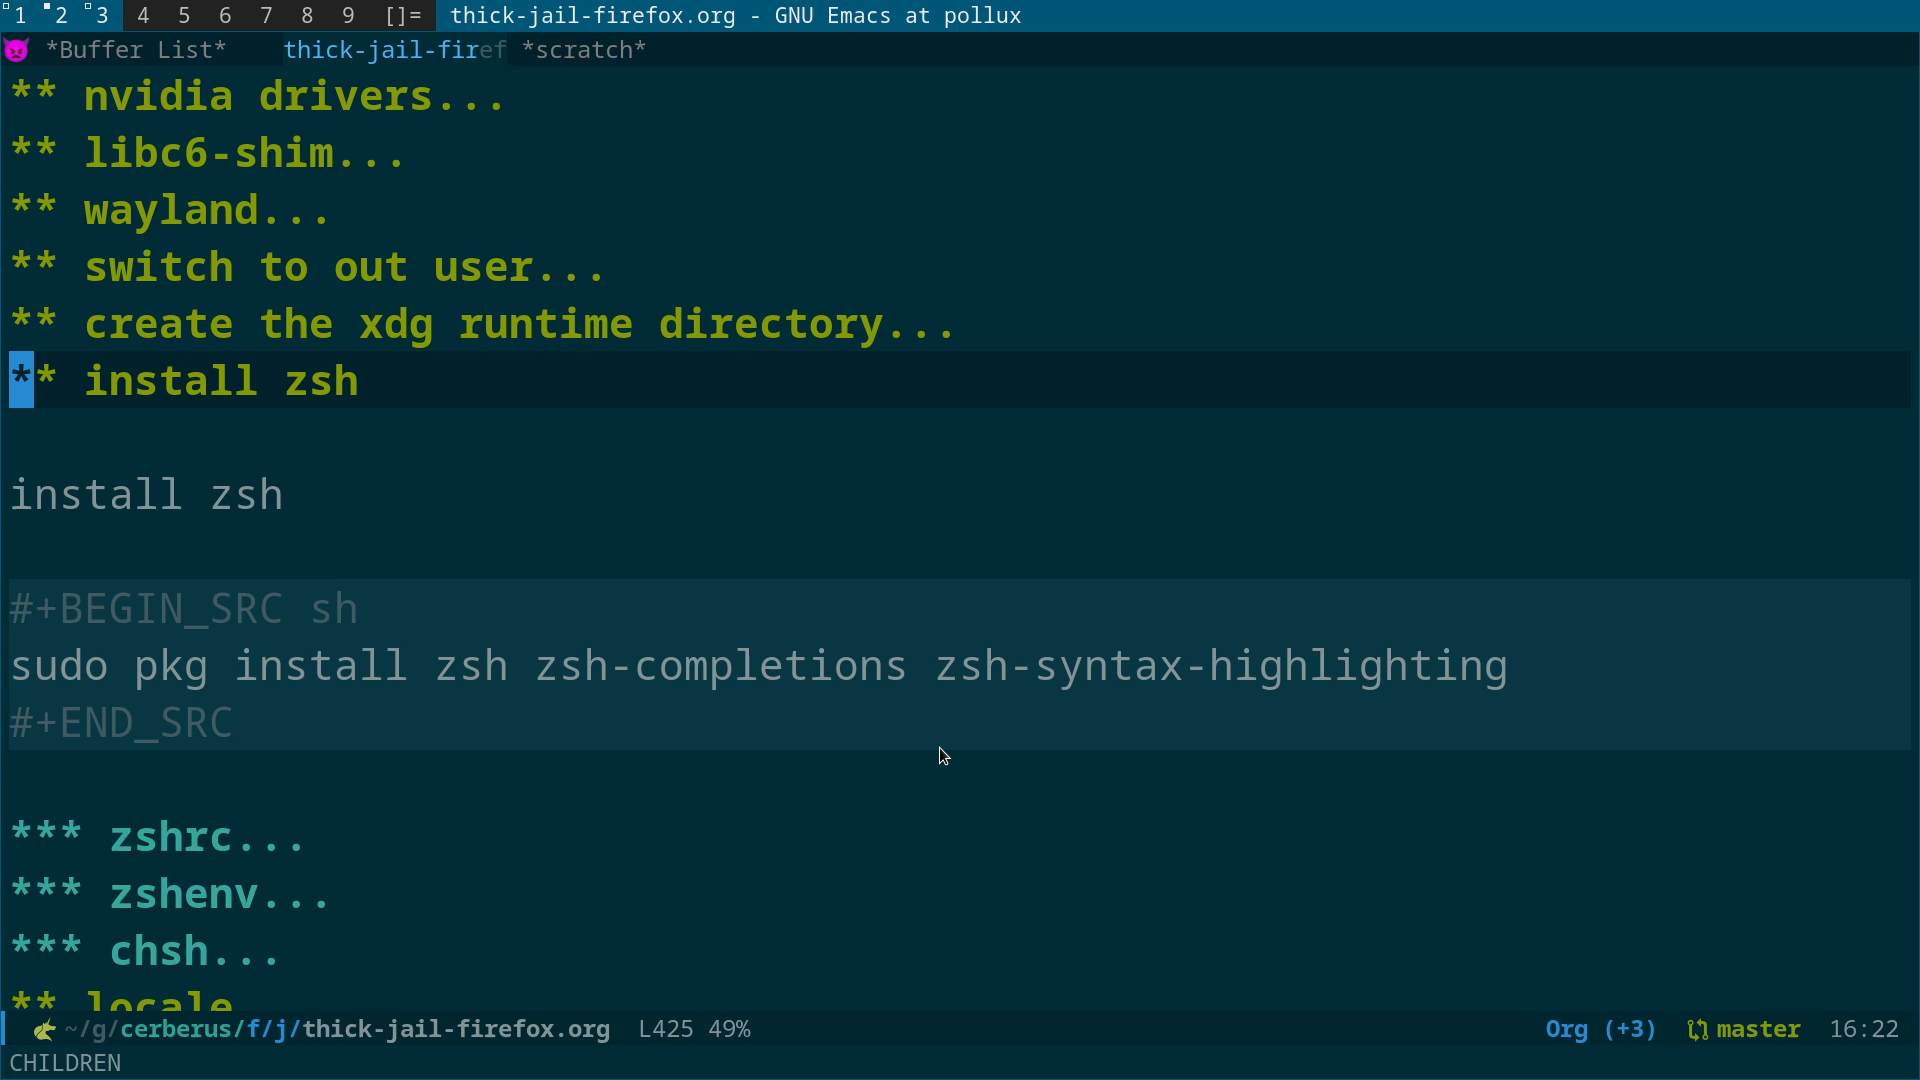 1 2 3 4 5 6 7 8 9 []= thick-jail-firefox.org - GNU Emacs at pollux
*Buffer List* thick-jail-firef *scratch*
** nvidia drivers...
** libc6-shim...
** wayland...
** switch to out user...
** create the xdg runtime directory...
** install zsh
install zsh
#+BEGIN_SRC sh
sudo pkg install zsh zsh-completions zsh-syntax-highlighting
#+END_SRC
*** zshrc...
*** zshenv...
*** chsh...
** locale
~/g/cerberus/f/j/thick-jail-firefox.org L425 49% Org (+3) master 16:22
CHILDREN